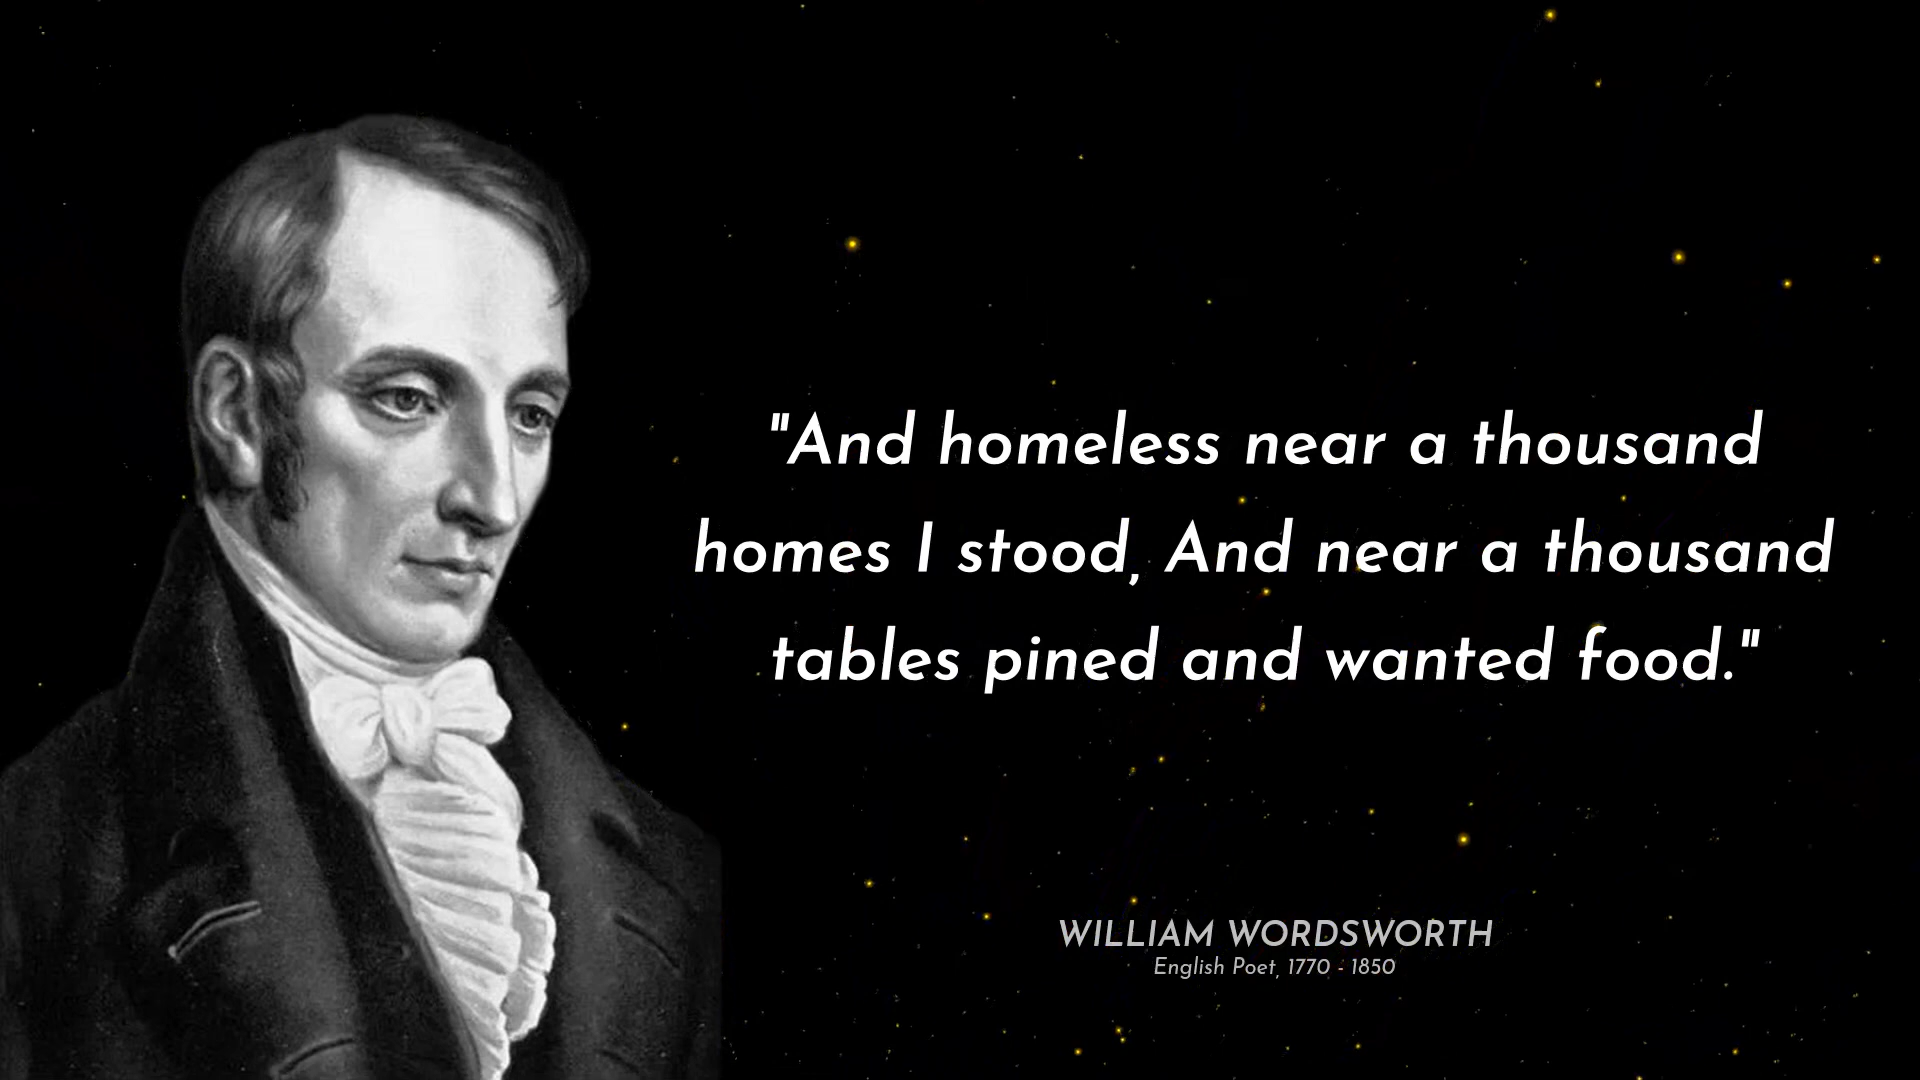 "And homeless near a thousand
homes I stood, And near a thousand
tables pined and wanted food."
WILLIAM WORDSWORTH
English Poet, 1770 - 1850